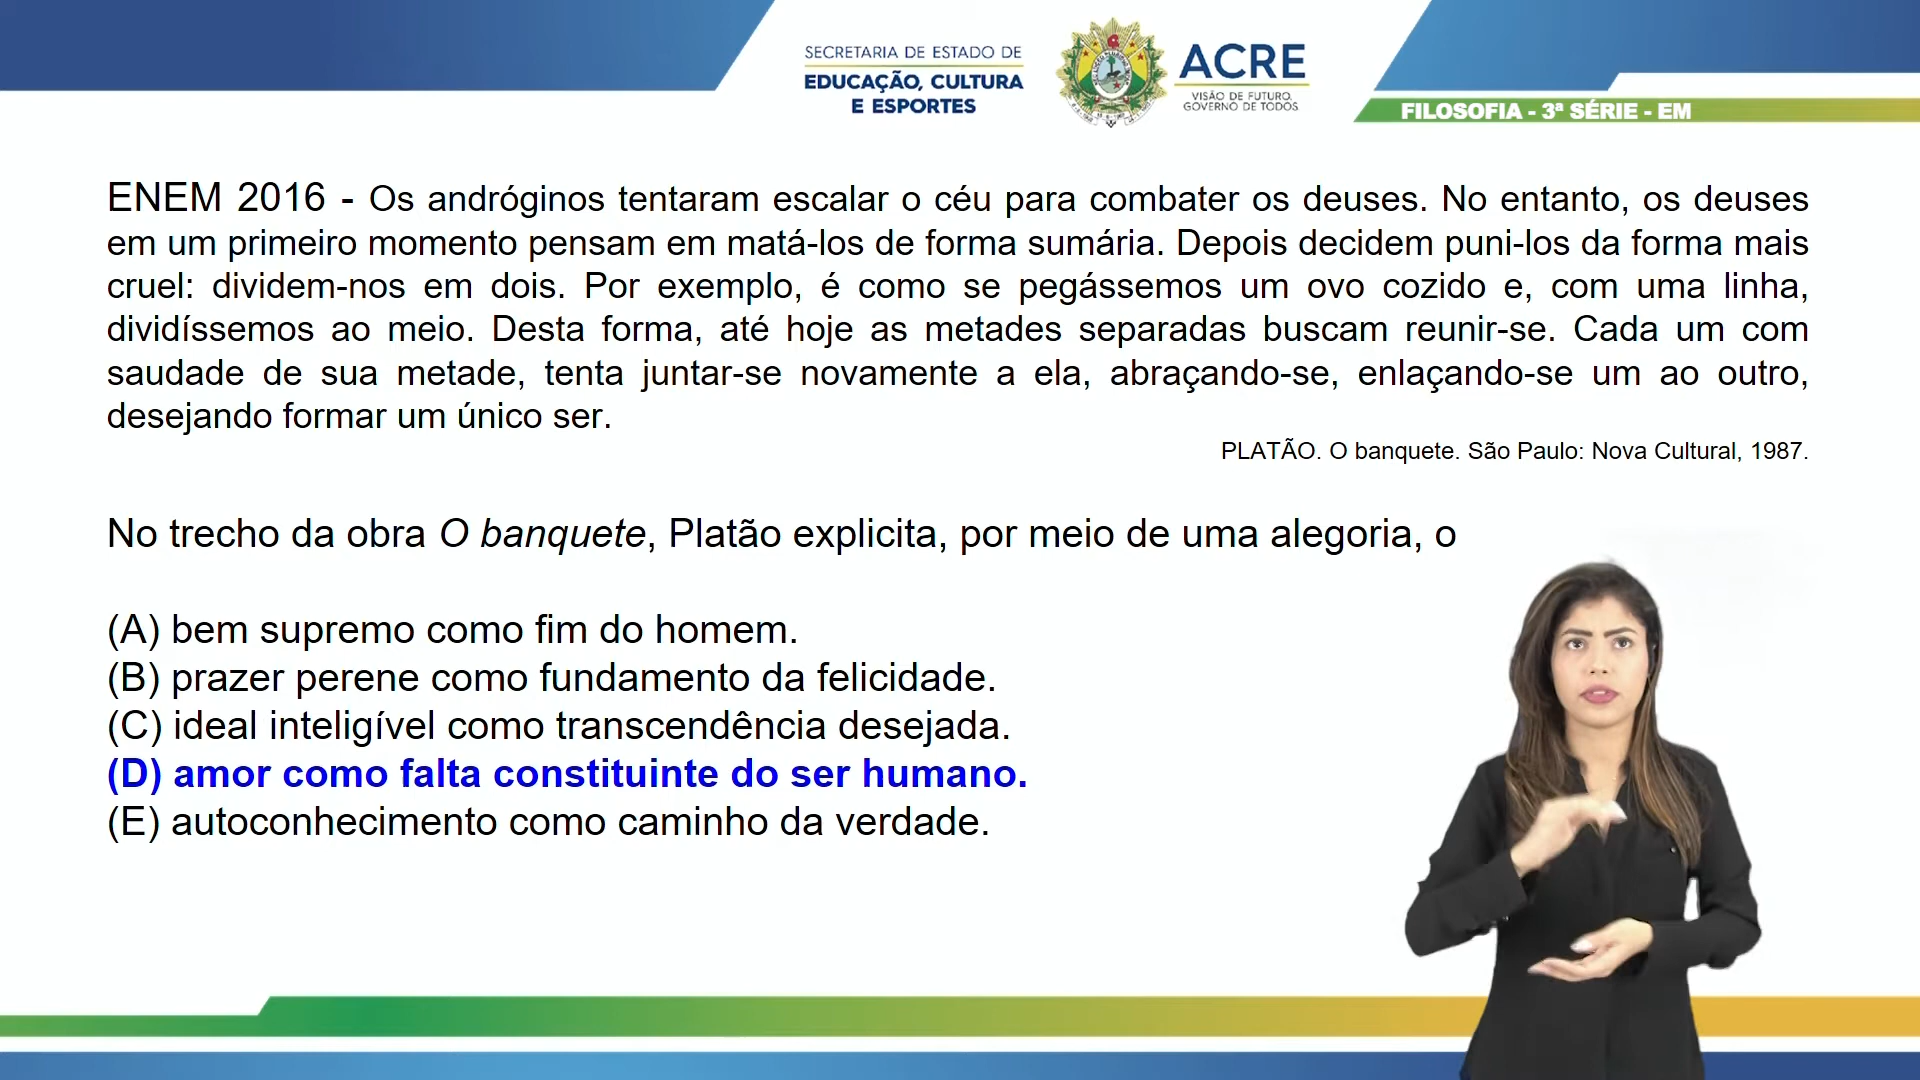 SECRETARIA DE ESTADO DE
EDUCAÇÃO, CULTURA
E ESPORTES
ACRE
VISÃO DE FUTURO.
GOVERNO DE TODOS.
FILOSOFIA - 3ª SÉRIE - EM
ENEM 2016 - Os andróginos tentaram escalar o céu para combater os deuses. No entanto, os deuses
em um primeiro momento pensam em matá-los de forma sumária. Depois decidem puni-los da forma mais
cruel: dividem-nos em dois. Por exemplo, é como se pegássemos um ovo cozido e, com uma linha,
dividíssemos ao meio. Desta forma, até hoje as metades separadas buscam reunir-se. Cada um com
saudade de sua metade, tenta juntar-se novamente a ela, abraçando-se, enlaçando-se um ao outro,
desejando formar um único ser.
PLATÃO. O banquete. São Paulo: Nova Cultural, 1987.
No trecho da obra O banquete, Platão explicita, por meio de uma alegoria, o
(A) bem supremo como fim do homem.
(B) prazer perene como fundamento da felicidade.
(C) ideal inteligível como transcendência desejada.
(D) amor como falta constituinte do ser humano.
(E) autoconhecimento como caminho da verdade.